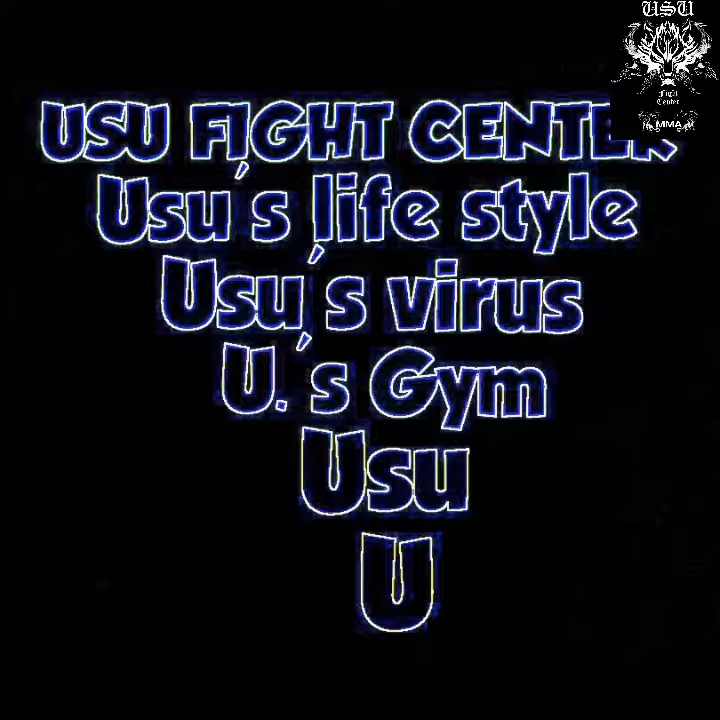 USU
Fight
Center
MMA
USU FIGHT CENTER
Usu's life style
Usu's virus
U.'s Gym
Usu
U